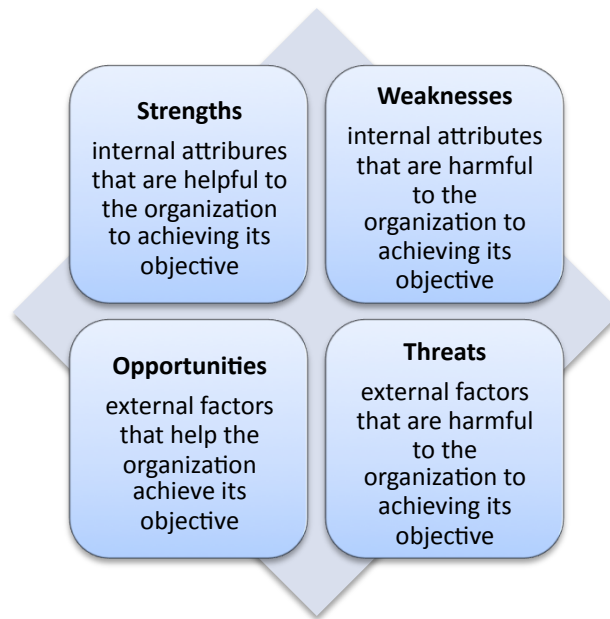 Strengths
internal attribures
that are helpful to
the organization
to achieving its
objective
Weaknesses
internal attributes
that are harmful
to the
organization to
achieving its
objective
Opportunities
external factors
that help the
organization
achieve its
objective
Threats
external factors
that are harmful
to the
organization to
achieving its
objective